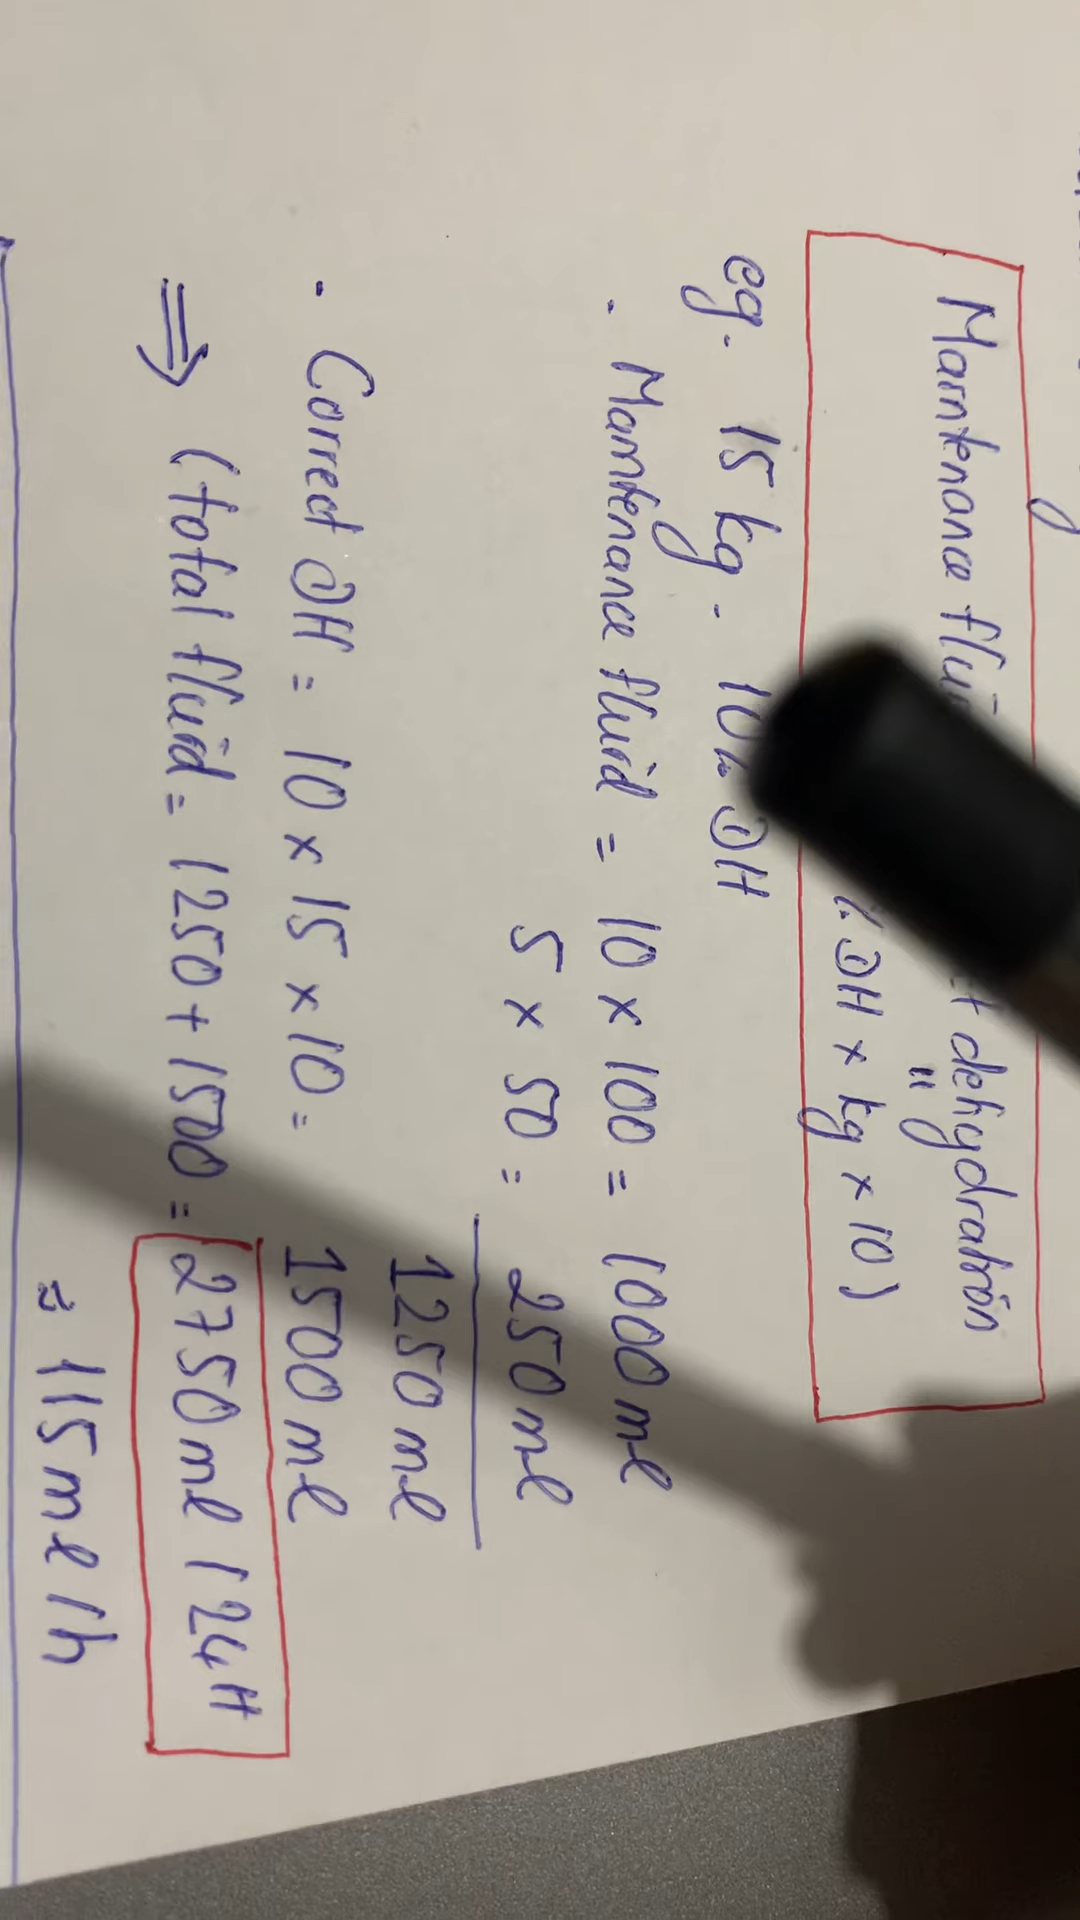 Maintenance flui t dehydration
"
% DH x kg x 10)
eg. 15 kg. 10% DH
. Maintenance fluid = 10 x 100 = 1000 ml
5 x 50 = 250 ml
1250 ml
. Correct DH = 10 x 15 x 10 = 1500 ml
⇒ (total fluid = 1250 + 1500 = 2750 ml / 24H
≈ 115 ml / h